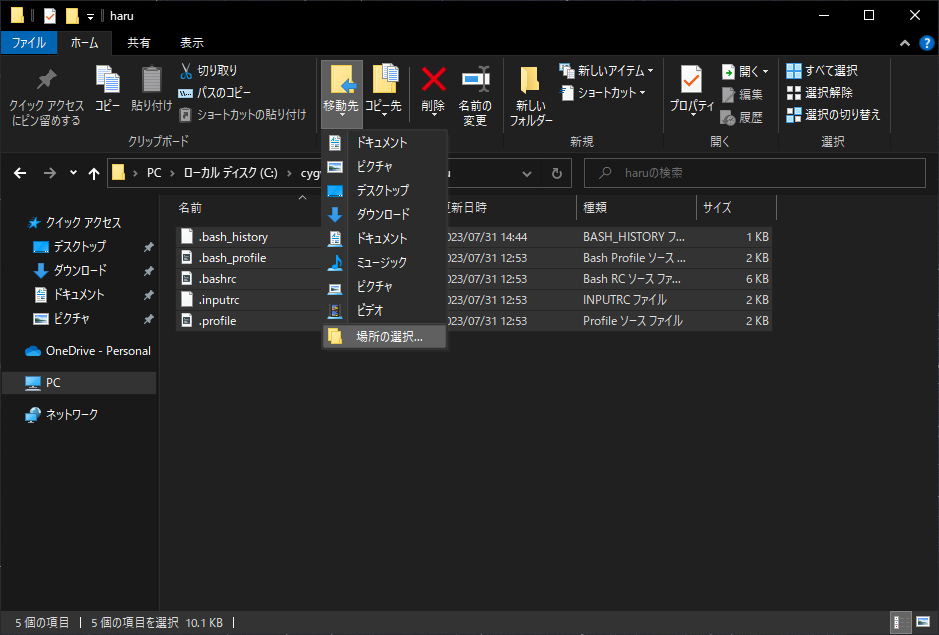 haru
ファイル
ホーム
共有
表示
クイック アクセス
にピン留めする
コピー
貼り付け
切り取り
パスのコピー
ショートカットの貼り付け
クリップボード
移動先
コピー先
削除
名前の
変更
新しい
フォルダー
新しいアイテム
ショートカット
新規
プロパティ
開く
編集
履歴
開く
すべて選択
選択解除
選択の切り替え
選択
PC
ローカル ディスク (C:)
haruの検索
ドキュメント
ピクチャ
デスクトップ
ダウンロード
ドキュメント
ミュージック
ピクチャ
ビデオ
場所の選択...
クイック アクセス
デスクトップ
ダウンロード
ドキュメント
ピクチャ
OneDrive - Personal
PC
ネットワーク
名前
種類
サイズ
.bash_history 023/07/31 14:44 BASH_HISTORY フ... 1 KB
.bash_profile 023/07/31 12:53 Bash Profile ソース ... 2 KB
.bashrc 023/07/31 12:53 Bash RC ソース ファ... 6 KB
.inputrc 023/07/31 12:53 INPUTRC ファイル 2 KB
.profile 023/07/31 12:53 Profile ソース ファイル 2 KB
5 個の項目
5 個の項目を選択 10.1 KB